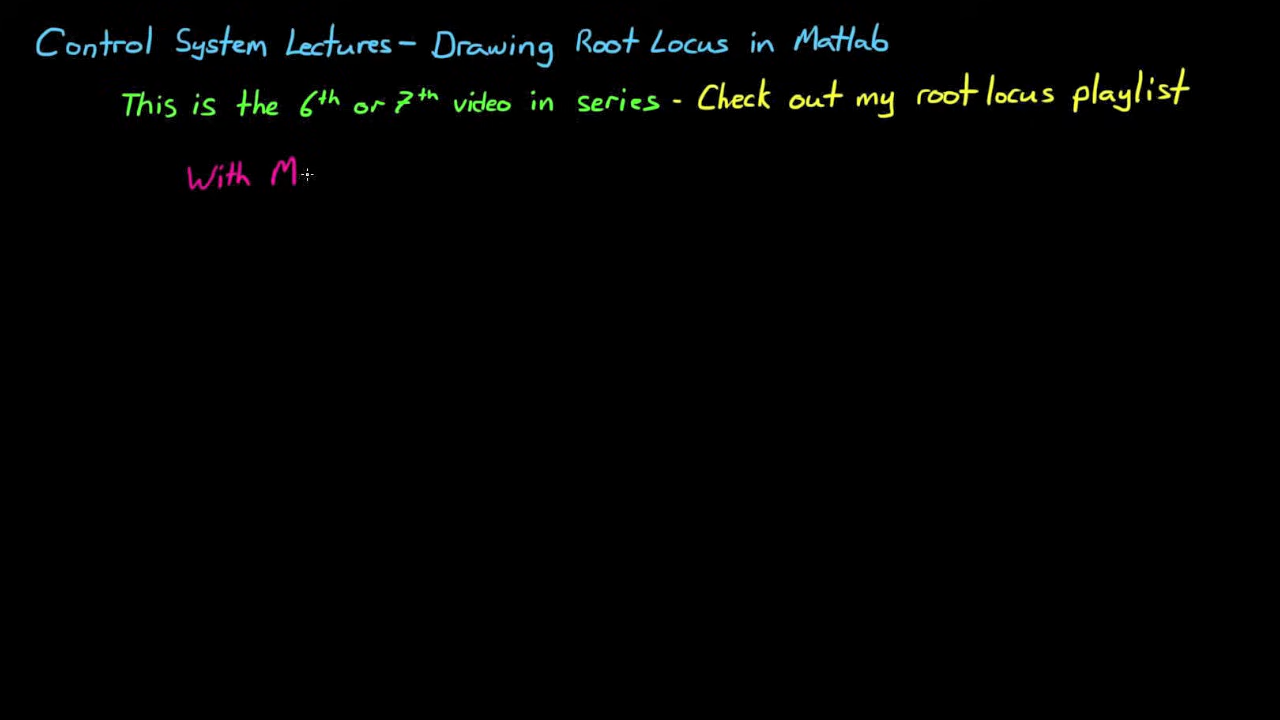 Control System Lectures - Drawing Root Locus in Matlab
This is the 6th or 7th video in series - Check out my root locus playlist
With M